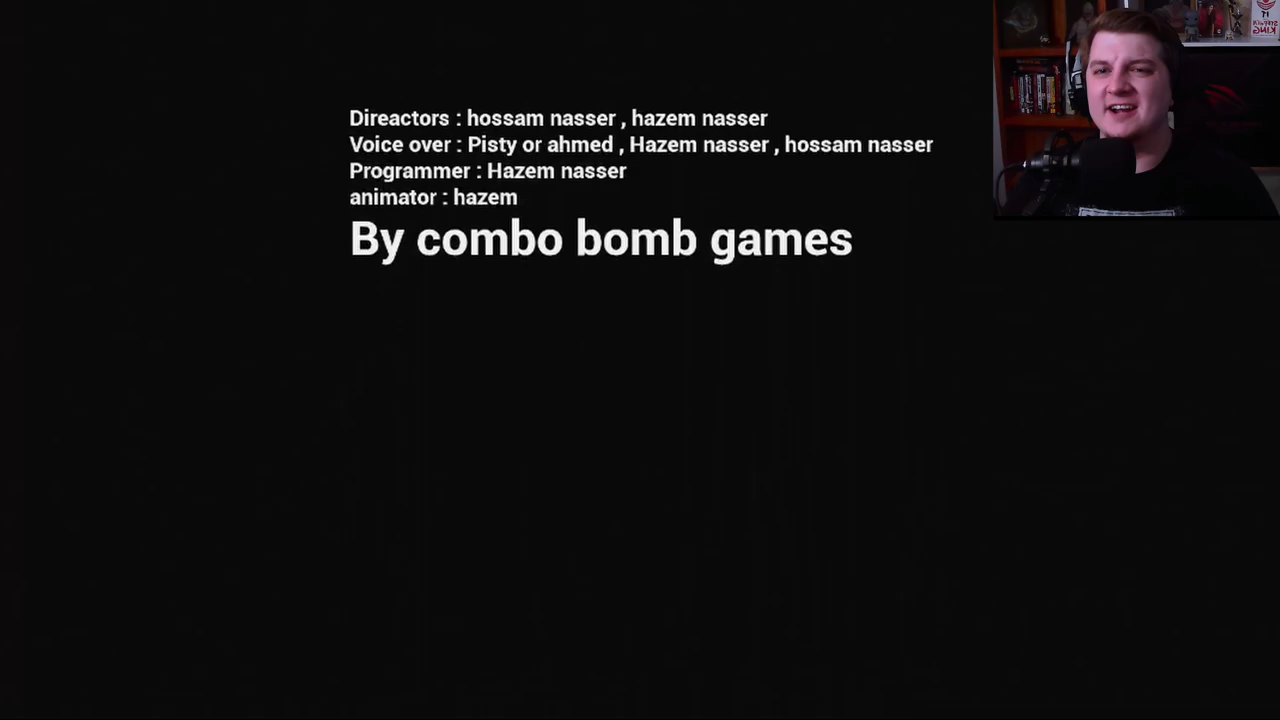 Direactors : hossam nasser , hazem nasser
Voice over : Pisty or ahmed , Hazem nasser , hossam nasser
Programmer : Hazem nasser
animator : hazem
By combo bomb games